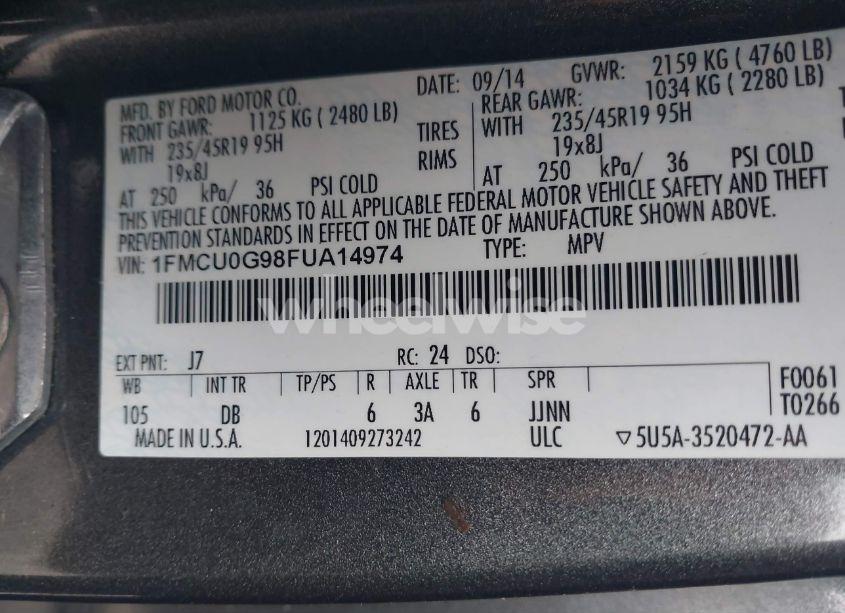 MFD. BY FORD MOTOR CO.
DATE: 09/14
GVWR: 2159 KG ( 4760 LB)
FRONT GAWR: 1125 KG ( 2480 LB)
REAR GAWR: 1034 KG ( 2280 LB)
WITH 235/45R19 95H
TIRES
WITH 235/45R19 95H
19x8J
RIMS
19x8J
AT 250 kPa/ 36 PSI COLD
AT 250 kPa/ 36 PSI COLD
THIS VEHICLE CONFORMS TO ALL APPLICABLE FEDERAL MOTOR VEHICLE SAFETY AND THEFT
PREVENTION STANDARDS IN EFFECT ON THE DATE OF MANUFACTURE SHOWN ABOVE.
VIN: 1FMCU0G98FUA14974
TYPE: MPV
wheelwise
EXT PNT: J7
RC: 24 DSO:
WB INT TR TP/PS R AXLE TR SPR
F0061
105 DB 6 3A 6 JJNN
T0266
MADE IN U.S.A.
1201409273242
ULC
5U5A-3520472-AA